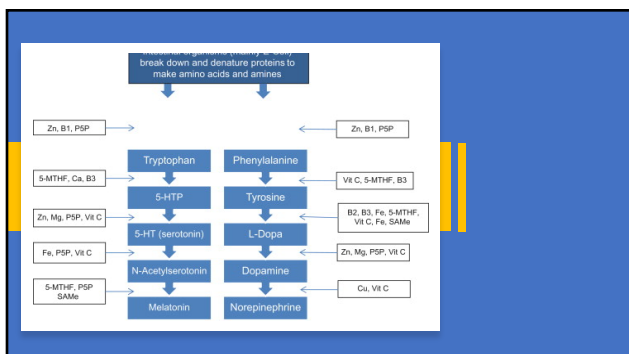 break down and denature proteins to
make amino acids and amines
Zn, B1, P5P
Zn, B1, P5P
Tryptophan
Phenylalanine
5-MTHF, Ca, B3
Vit C, 5-MTHF, B3
5-HTP
Tyrosine
Zn, Mg, P5P, Vit C
B2, B3, Fe, 5-MTHF,
Vit C, Fe, SAMe
5-HT (serotonin)
L-Dopa
Fe, P5P, Vit C
Zn, Mg, P5P, Vit C
N-Acetylserotonin
Dopamine
5-MTHF, P5P
SAMe
Cu, Vit C
Melatonin
Norepinephrine